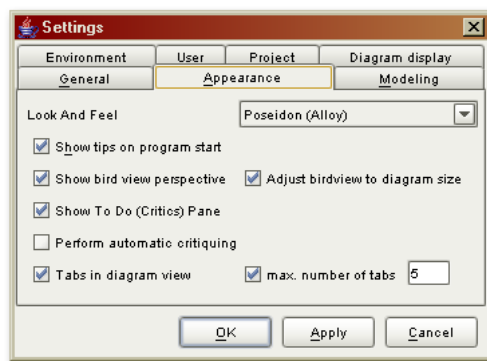 Settings
Environment User Project Diagram display
General Appearance Modeling
Look And Feel Poseidon (Alloy)
Show tips on program start
Show bird view perspective Adjust birdview to diagram size
Show To Do (Critics) Pane
Perform automatic critiquing
Tabs in diagram view max. number of tabs 5
OK Apply Cancel